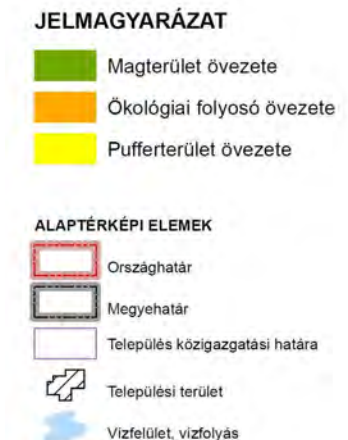 JELMAGYARÁZAT
Magterület övezete
Ökológiai folyosó övezete
Pufferterület övezete
ALAPTÉRKÉPI ELEMEK
Országhatár
Megyehatár
Település közigazgatási határa
Települési terület
Vízfelület, vízfolyás